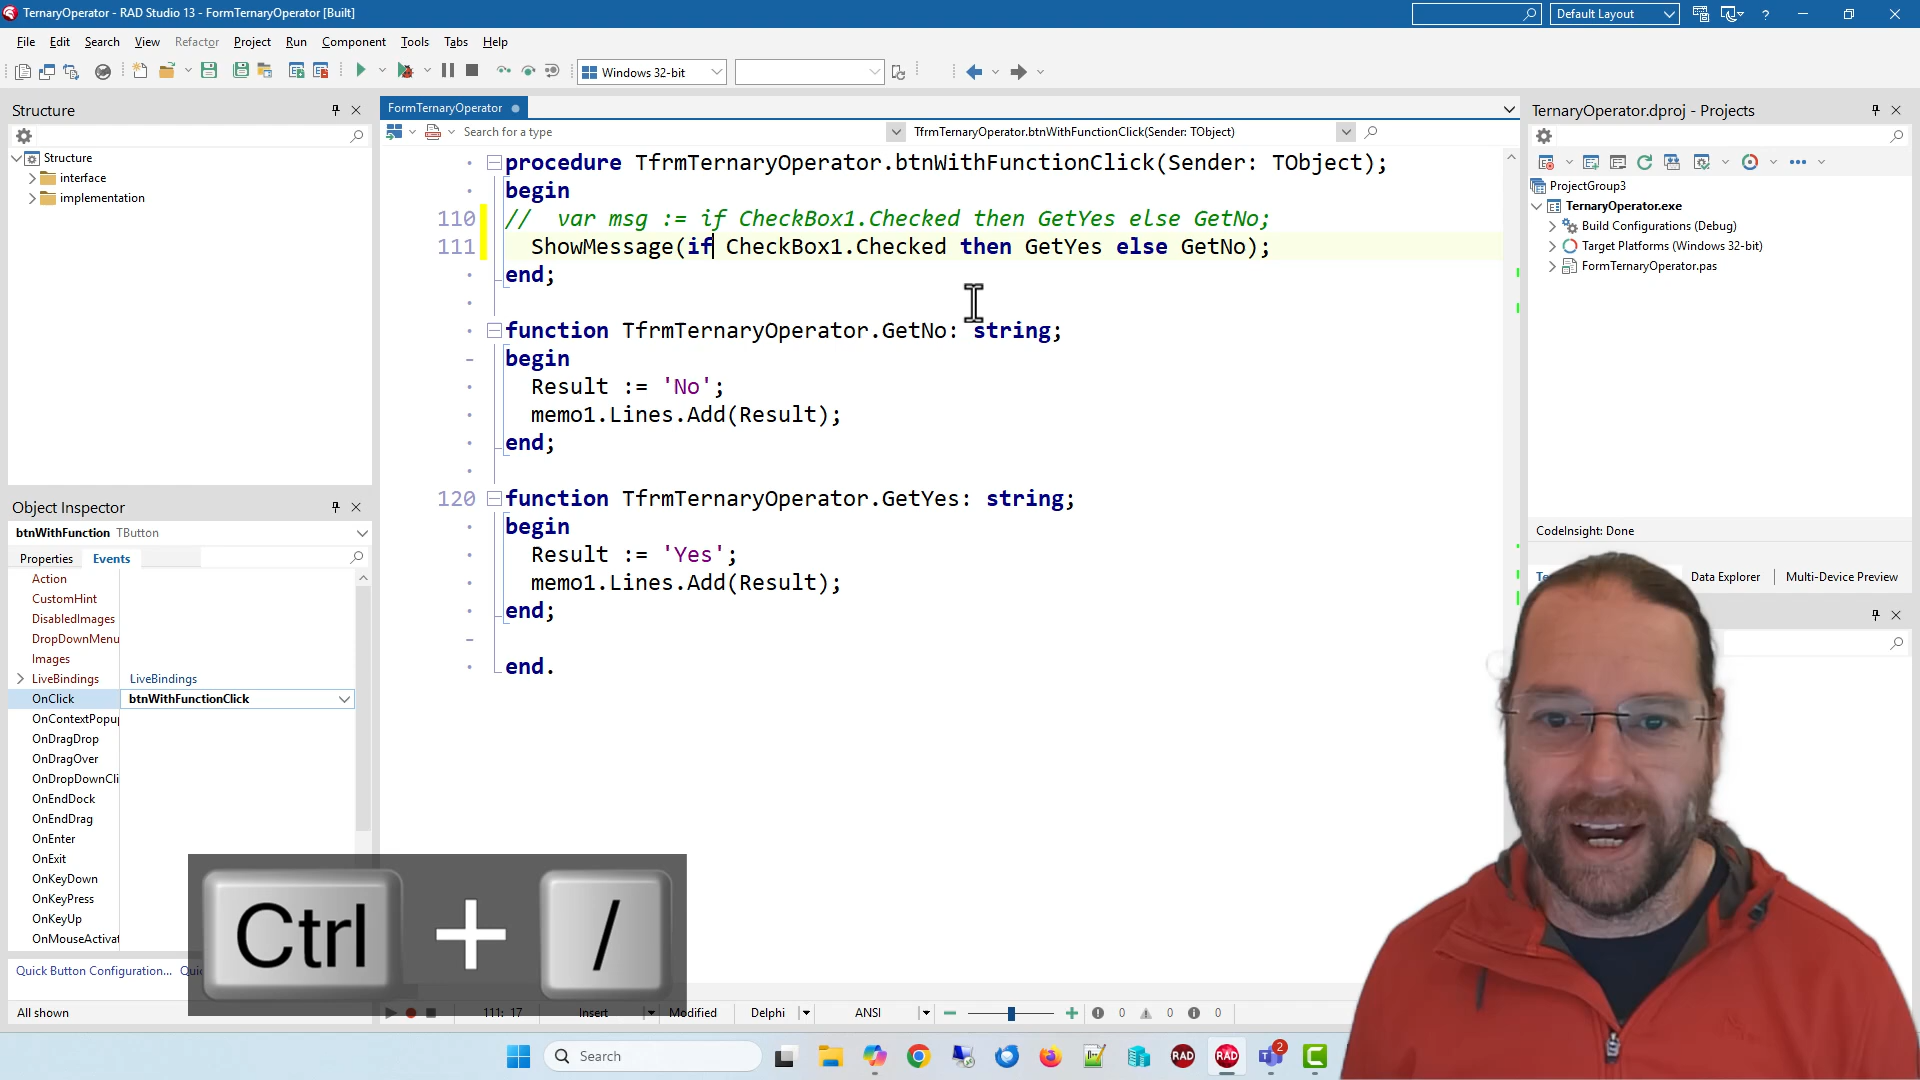 TernaryOperator - RAD Studio 13 - FormTernaryOperator [Built]
Default Layout
File Edit Search View Refactor Project Run Component Tools Tabs Help
Windows 32-bit
Structure
Structure
interface
implementation
Object Inspector
btnWithFunction TButton
Properties Events
Action
CustomHint
DisabledImages
DropDownMenu
Images
LiveBindings LiveBindings
OnClick btnWithFunctionClick
OnContextPopup
OnDragDrop
OnDragOver
OnDropDownCli
OnEndDock
OnEndDrag
OnEnter
OnExit
OnKeyDown
OnKeyPress
OnKeyUp
OnMouseActivat
Quick Button Configuration...
All shown
FormTernaryOperator
Search for a type TfrmTernaryOperator.btnWithFunctionClick(Sender: TObject)
procedure TfrmTernaryOperator.btnWithFunctionClick(Sender: TObject);
begin
110 //  var msg := if CheckBox1.Checked then GetYes else GetNo;
111 ShowMessage(if CheckBox1.Checked then GetYes else GetNo);
end;
function TfrmTernaryOperator.GetNo: string;
begin
Result := 'No';
memo1.Lines.Add(Result);
end;
120 function TfrmTernaryOperator.GetYes: string;
begin
Result := 'Yes';
memo1.Lines.Add(Result);
end;
end.
Ctrl + /
111: 17 Insert Modified Delphi ANSI 0 0 0
TernaryOperator.dproj - Projects
ProjectGroup3
TernaryOperator.exe
Build Configurations (Debug)
Target Platforms (Windows 32-bit)
FormTernaryOperator.pas
CodeInsight: Done
Data Explorer Multi-Device Preview
Search
RAD
RAD
2